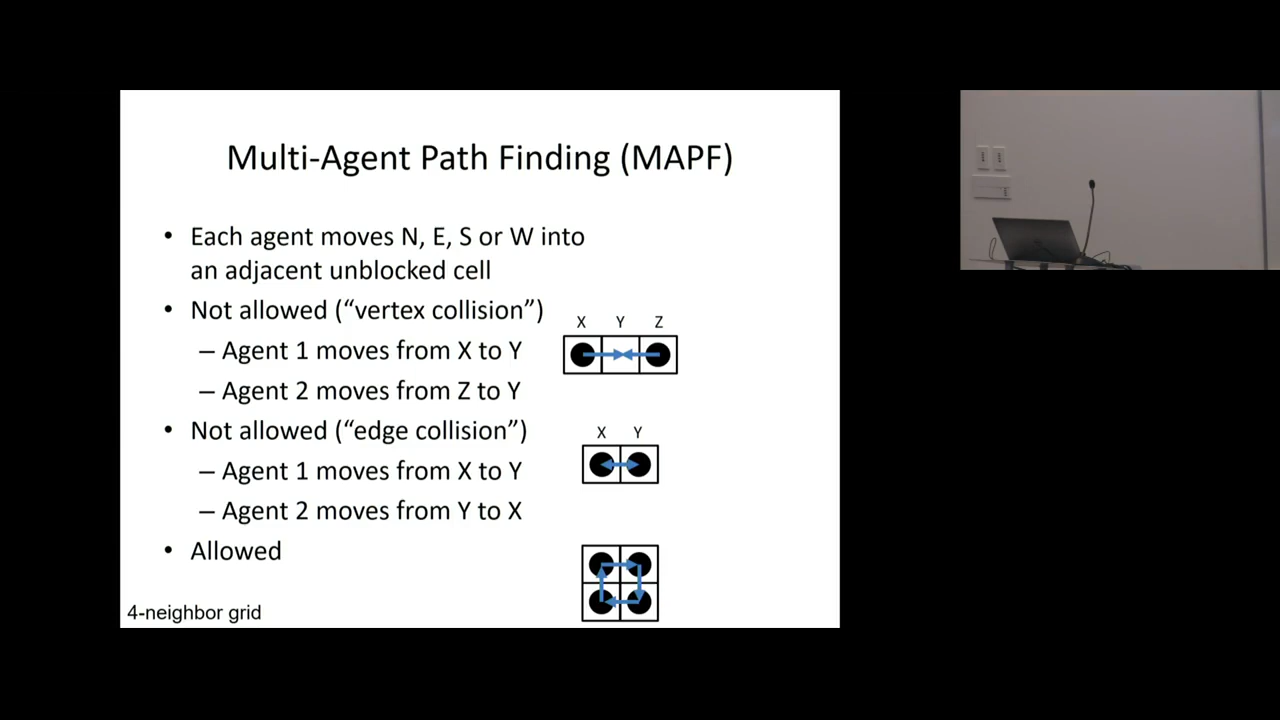 Multi-Agent Path Finding (MAPF)
• Each agent moves N, E, S or W into
an adjacent unblocked cell
• Not allowed (“vertex collision”)
– Agent 1 moves from X to Y
– Agent 2 moves from Z to Y
X Y Z
• Not allowed (“edge collision”)
– Agent 1 moves from X to Y
– Agent 2 moves from Y to X
X Y
• Allowed
4-neighbor grid